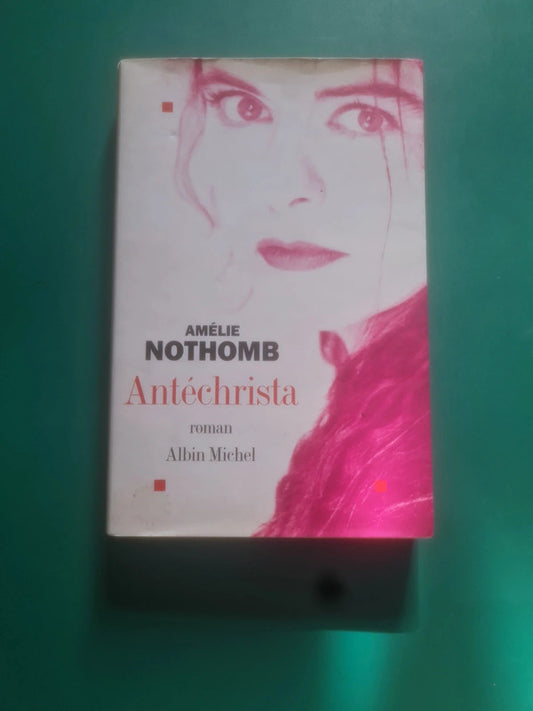 AMÉLIE
NOTHOMB
Antéchrista
roman
Albin Michel